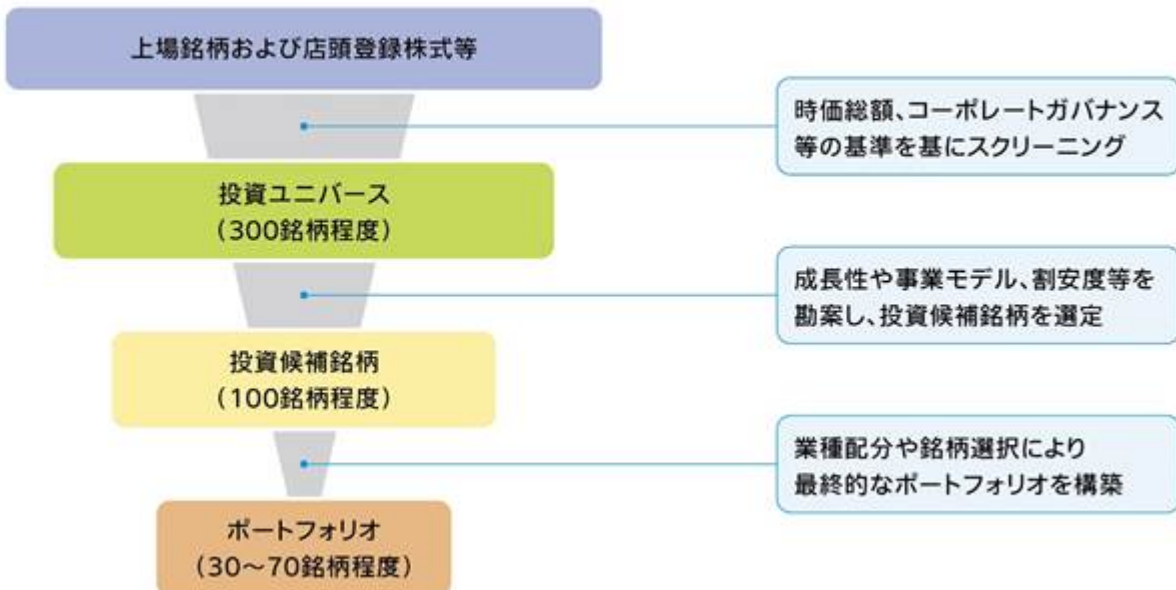 上場銘柄および店頭登録株式等
時価総額、コーポレートガバナンス
等の基準を基にスクリーニング
投資ユニバース
（300銘柄程度）
成長性や事業モデル、割安度等を
勘案し、投資候補銘柄を選定
投資候補銘柄
（100銘柄程度）
業種配分や銘柄選択により
最終的なポートフォリオを構築
ポートフォリオ
（30～70銘柄程度）